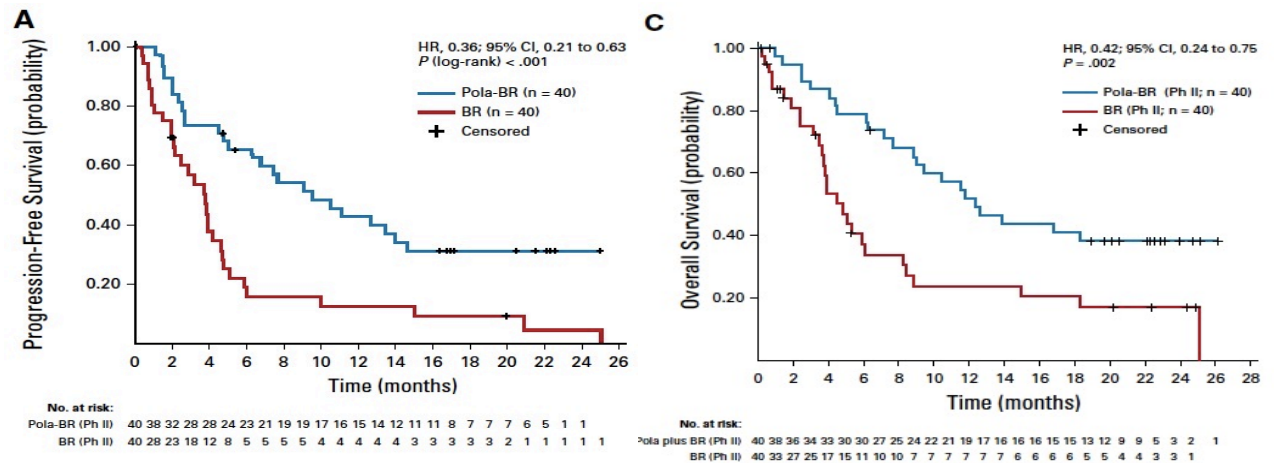 A
HR, 0.36; 95% CI, 0.21 to 0.63
P (log-rank) < .001
Pola-BR (n = 40)
BR (n = 40)
Censored
Progression-Free Survival (probability)
1.00
0.80
0.60
0.40
0.20
0 2 4 6 8 10 12 14 16 18 20 22 24 26
Time (months)
No. at risk:
Pola-BR (Ph II) 40 38 32 28 28 24 23 21 19 19 17 16 15 14 12 11 11 8 7 7 7 6 5 1 1
BR (Ph II) 40 28 23 18 12 8 5 5 5 5 4 4 4 4 4 3 3 3 3 3 2 1 1 1 1 1
C
HR, 0.42; 95% CI, 0.24 to 0.75
P = .002
Pola-BR (Ph II; n = 40)
BR (Ph II; n = 40)
Censored
Overall Survival (probability)
1.00
0.80
0.60
0.40
0.20
0 2 4 6 8 10 12 14 16 18 20 22 24 26 28
Time (months)
No. at risk:
Pola plus BR (Ph II) 40 38 36 34 33 30 30 27 25 24 22 21 19 17 16 16 16 15 15 13 12 9 9 5 3 2 1
BR (Ph II) 40 33 27 25 17 15 11 10 10 7 7 7 7 7 7 6 6 6 6 5 5 4 4 3 3 1